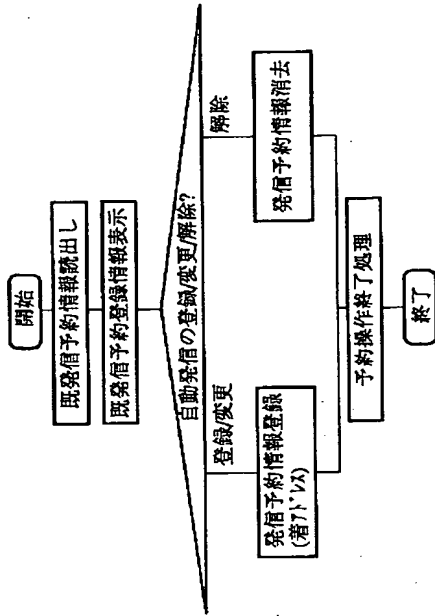 開始
既発信予約情報読出し
既発信予約登録情報表示
自動発信の登録/変更/解除?
登録/変更
解除
発信予約情報登録
(着アドレス)
発信予約情報消去
予約操作終了処理
終了